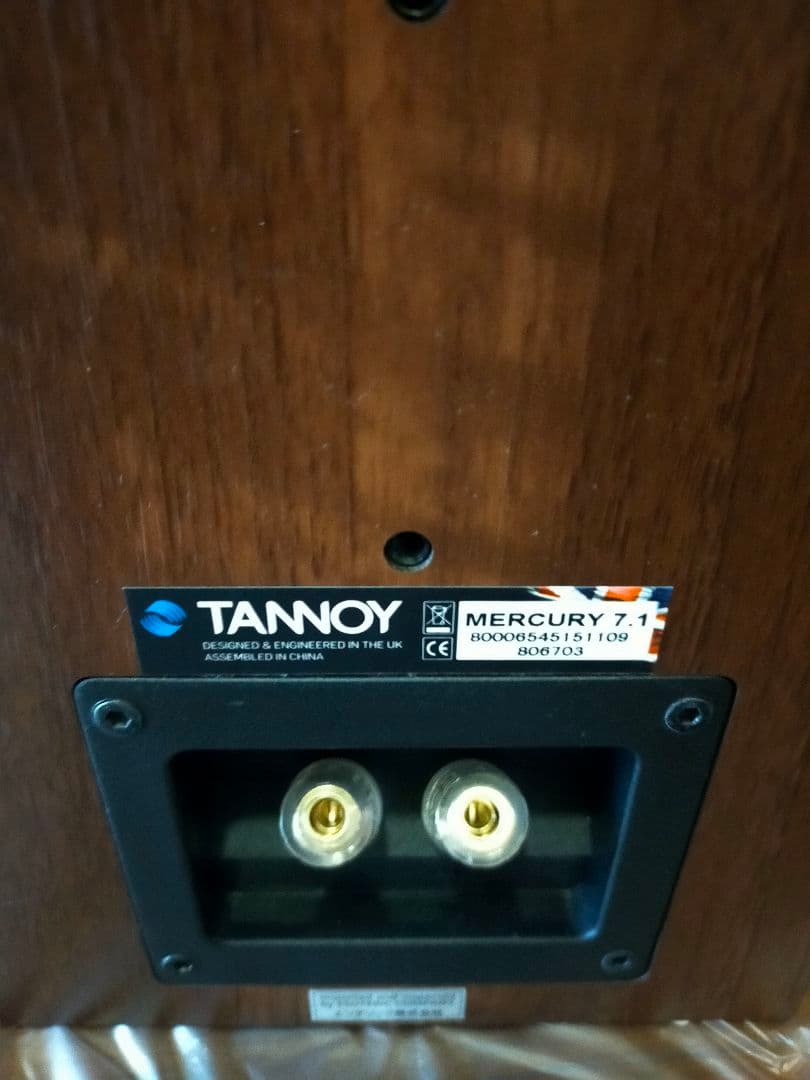 TANNOY
DESIGNED & ENGINEERED IN THE UK
ASSEMBLED IN CHINA
CE
MERCURY 7.1
80006545151109
806703